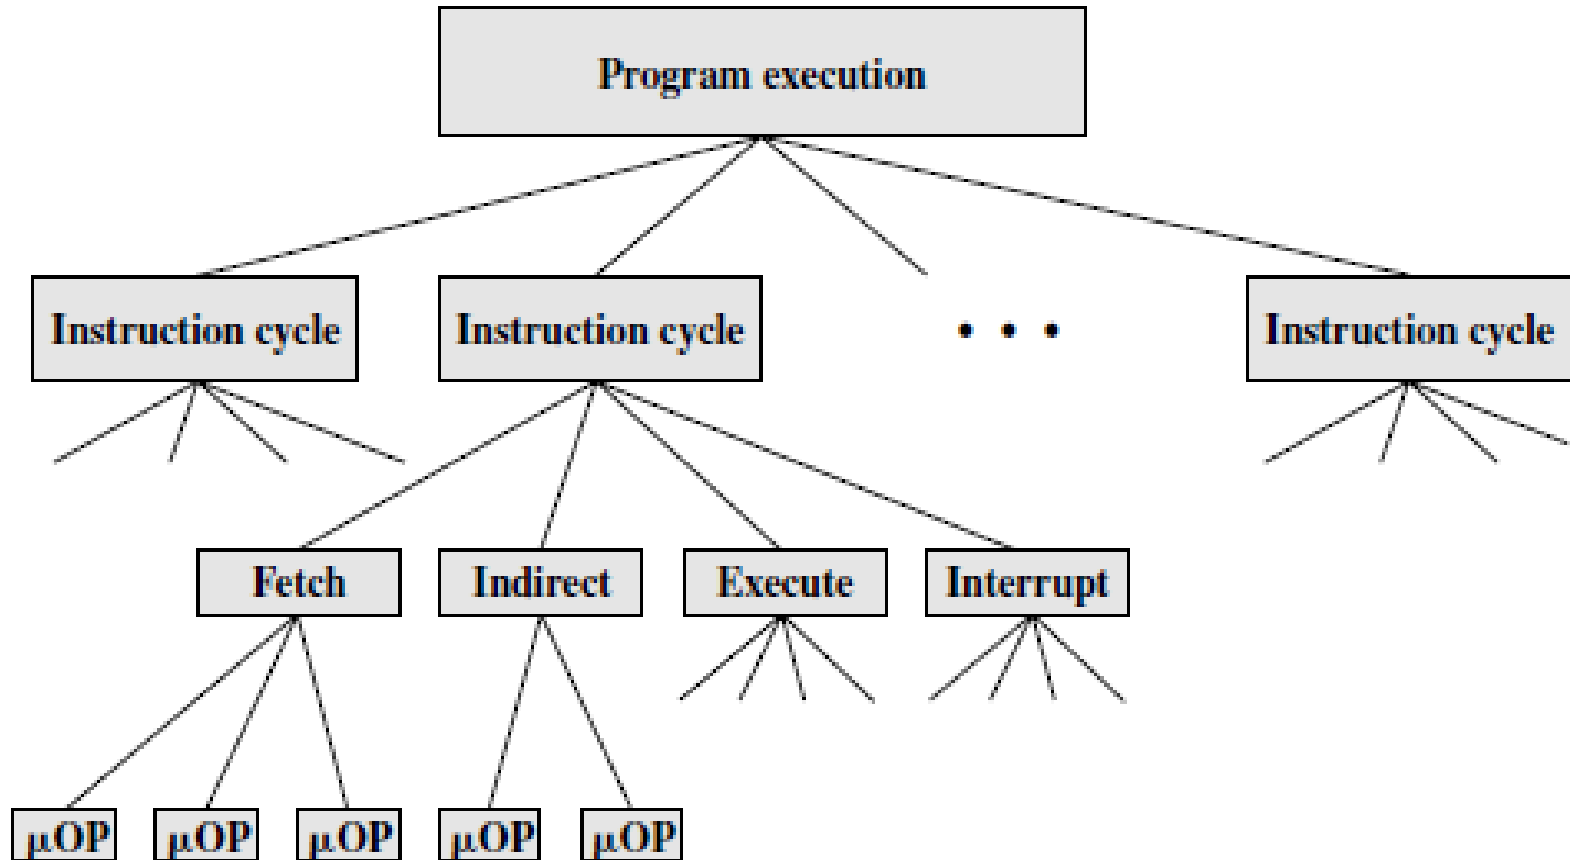 Program execution
Instruction cycle Instruction cycle • • • Instruction cycle
Fetch Indirect Execute Interrupt
μOP μOP μOP μOP μOP